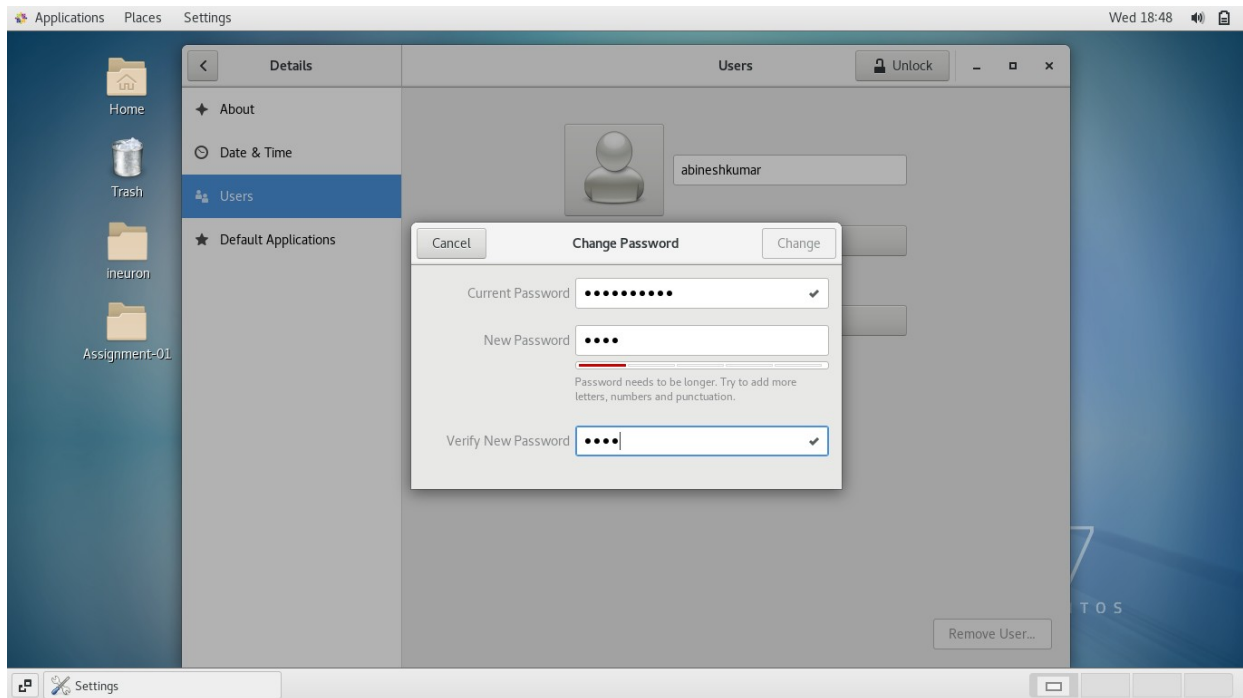 Applications Places Settings Wed 18:48
Details Users Unlock
Home
About
Date & Time
Trash
Users
Default Applications
ineuron
Assignment-01
abineshkumar
Cancel Change Password Change
Current Password ••••••••••
New Password ••••
Password needs to be longer. Try to add more
letters, numbers and punctuation.
Verify New Password ••••
7
TOS
Remove User...
Settings